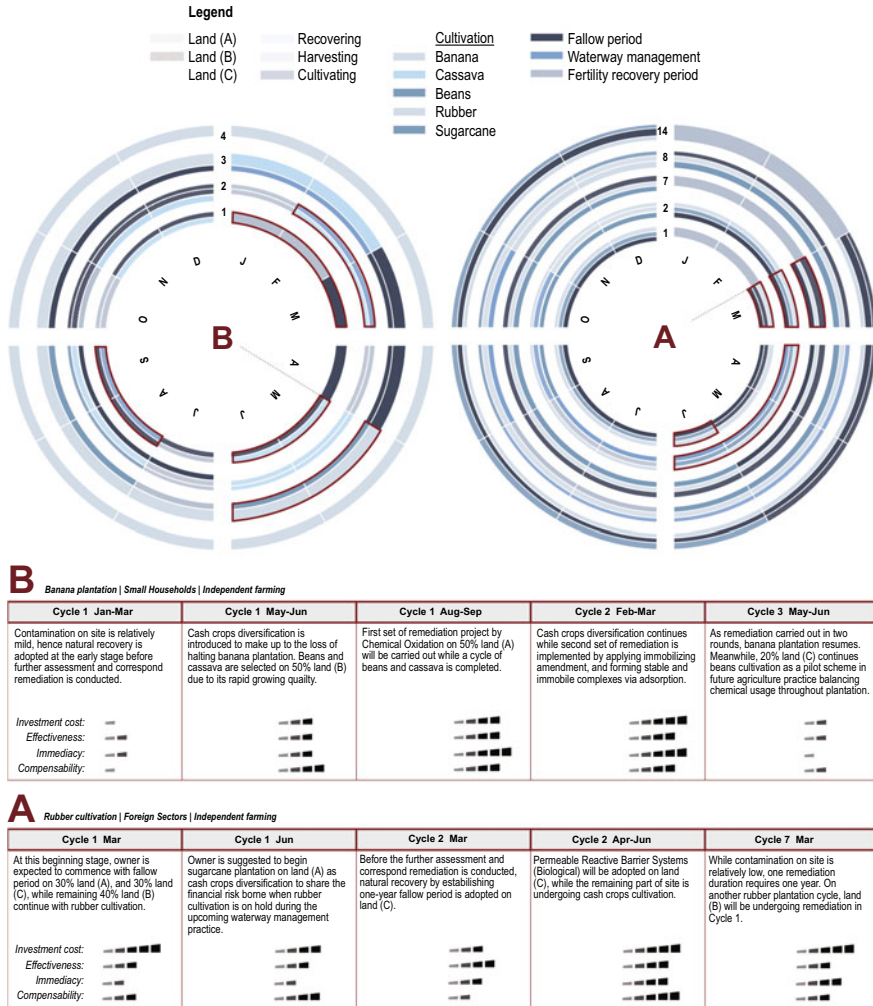 Legend
Land (A)
Land (B)
Land (C)
Recovering
Harvesting
Cultivating
Cultivation
Banana
Cassava
Beans
Rubber
Sugarcane
Fallow period
Waterway management
Fertility recovery period
4
3
2
1
J
F
M
A
M
J
J
A
S
O
N
D
B
14
8
7
2
1
J
F
M
A
M
J
J
A
S
O
N
D
A
B Banana plantation | Small Households | Independent farming
Cycle 1 Jan-Mar
Contamination on site is relatively
mild, hence natural recovery is
adopted at the early stage before
further assessment and correspond
remediation is conducted.
Cycle 1 May-Jun
Cash crops diversification is
introduced to make up to the loss of
halting banana plantation. Beans and
cassava are selected on 50% land (B)
due to its rapid growing quailty.
Cycle 1 Aug-Sep
First set of remediation project by
Chemical Oxidation on 50% land (A)
will be carried out while a cycle of
beans and cassava is completed.
Cycle 2 Feb-Mar
Cash crops diversification continues
while second set of remediation is
implemented by applying immobilizing
amendment, and forming stable and
immobile complexes via adsorption.
Cycle 3 May-Jun
As remediation carried out in two
rounds, banana plantation resumes.
Meanwhile, 20% land (C) continues
beans cultivation as a pilot scheme in
future agriculture practice balancing
chemical usage throughout plantation.
Investment cost:
Effectiveness:
Immediacy:
Compensability:
A Rubber cultivation | Foreign Sectors | Independent farming
Cycle 1 Mar
At this beginning stage, owner is
expected to commence with fallow
period on 30% land (A), and 30% land
(C), while remaining 40% land (B)
continue with rubber cultivation.
Cycle 1 Jun
Owner is suggested to begin
sugarcane plantation on land (A) as
cash crops diversification to share the
financial risk borne when rubber
cultivation is on hold during the
upcoming waterway management
practice.
Cycle 2 Mar
Before the further assessment and
correspond remediation is conducted,
natural recovery by estabilishing
one-year fallow period is adopted on
land (C).
Cycle 2 Apr-Jun
Permeable Reactive Barrier Systems
(Biological) will be adopted on land
(C), while the remaining part of site is
undergoing cash crops cultivation.
Cycle 7 Mar
While contamination on site is
relatively low, one remediation
duration requires one year. On
another rubber plantation cycle, land
(B) will be undergoing remediation in
Cycle 1.
Investment cost:
Effectiveness:
Immediacy:
Compensability: